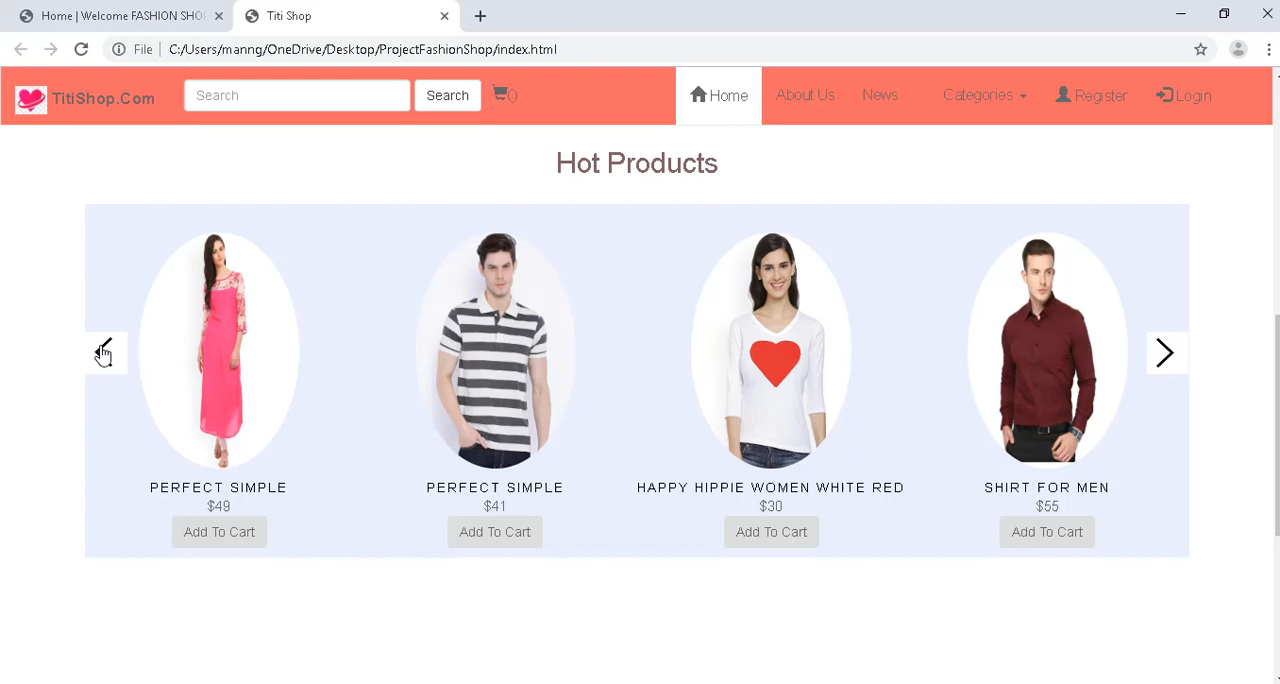 Home | Welcome FASHION SHO
Titi Shop
File
C:/Users/manng/OneDrive/Desktop/ProjectFashionShop/index.html
TitiShop.Com
Search
Search
()
Home
About Us
News
Categories
Register
Login
Hot Products
PERFECT SIMPLE
$49
Add To Cart
PERFECT SIMPLE
$41
Add To Cart
HAPPY HIPPIE WOMEN WHITE RED
$30
Add To Cart
SHIRT FOR MEN
$55
Add To Cart